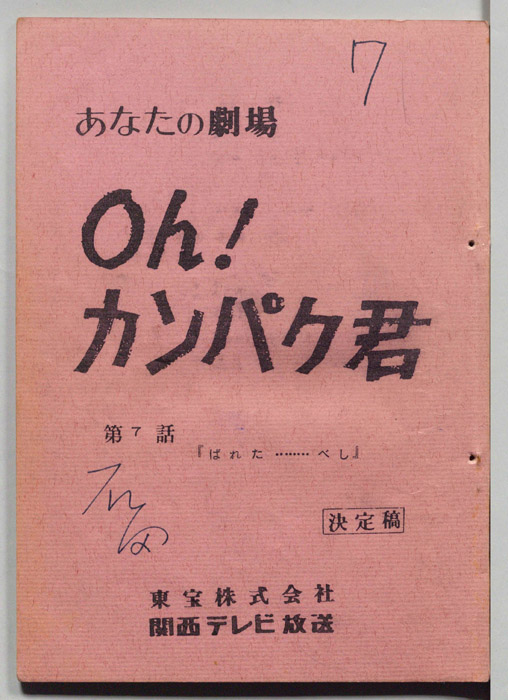 7
あなたの劇場
Oh!
カンパク君
第7話
『ばれた………べし』
決定稿
東宝株式会社
関西テレビ放送